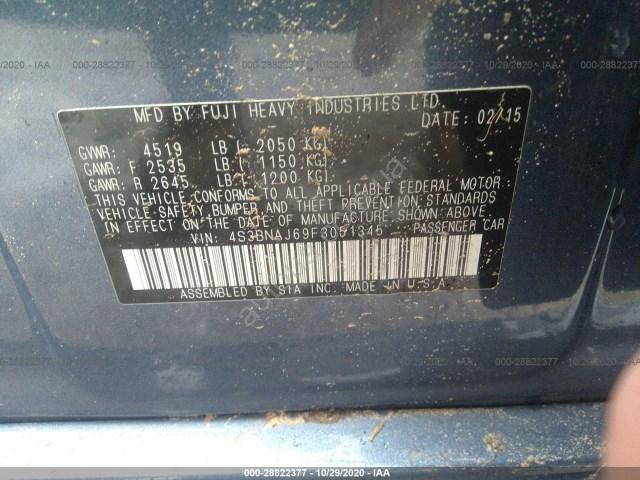 MFD BY FUJI HEAVY INDUSTRIES LTD.
DATE: 02/15
GVWR: 4519 LB ( 2050 KG)
GAWR: F 2535 LB ( 1150 KG)
GAWR: R 2645 LB ( 1200 KG)
THIS VEHICLE CONFORMS TO ALL APPLICABLE FEDERAL MOTOR
VEHICLE SAFETY, BUMPER AND THEFT PREVENTION STANDARDS
IN EFFECT ON THE DATE OF MANUFACTURE SHOWN ABOVE.
VIN: 4S3BNAJ69F3051345 PASSENGER CAR
ASSEMBLED BY SIA INC. MADE IN U.S.A.
000-28822377 - 10/29/2020 - IAA